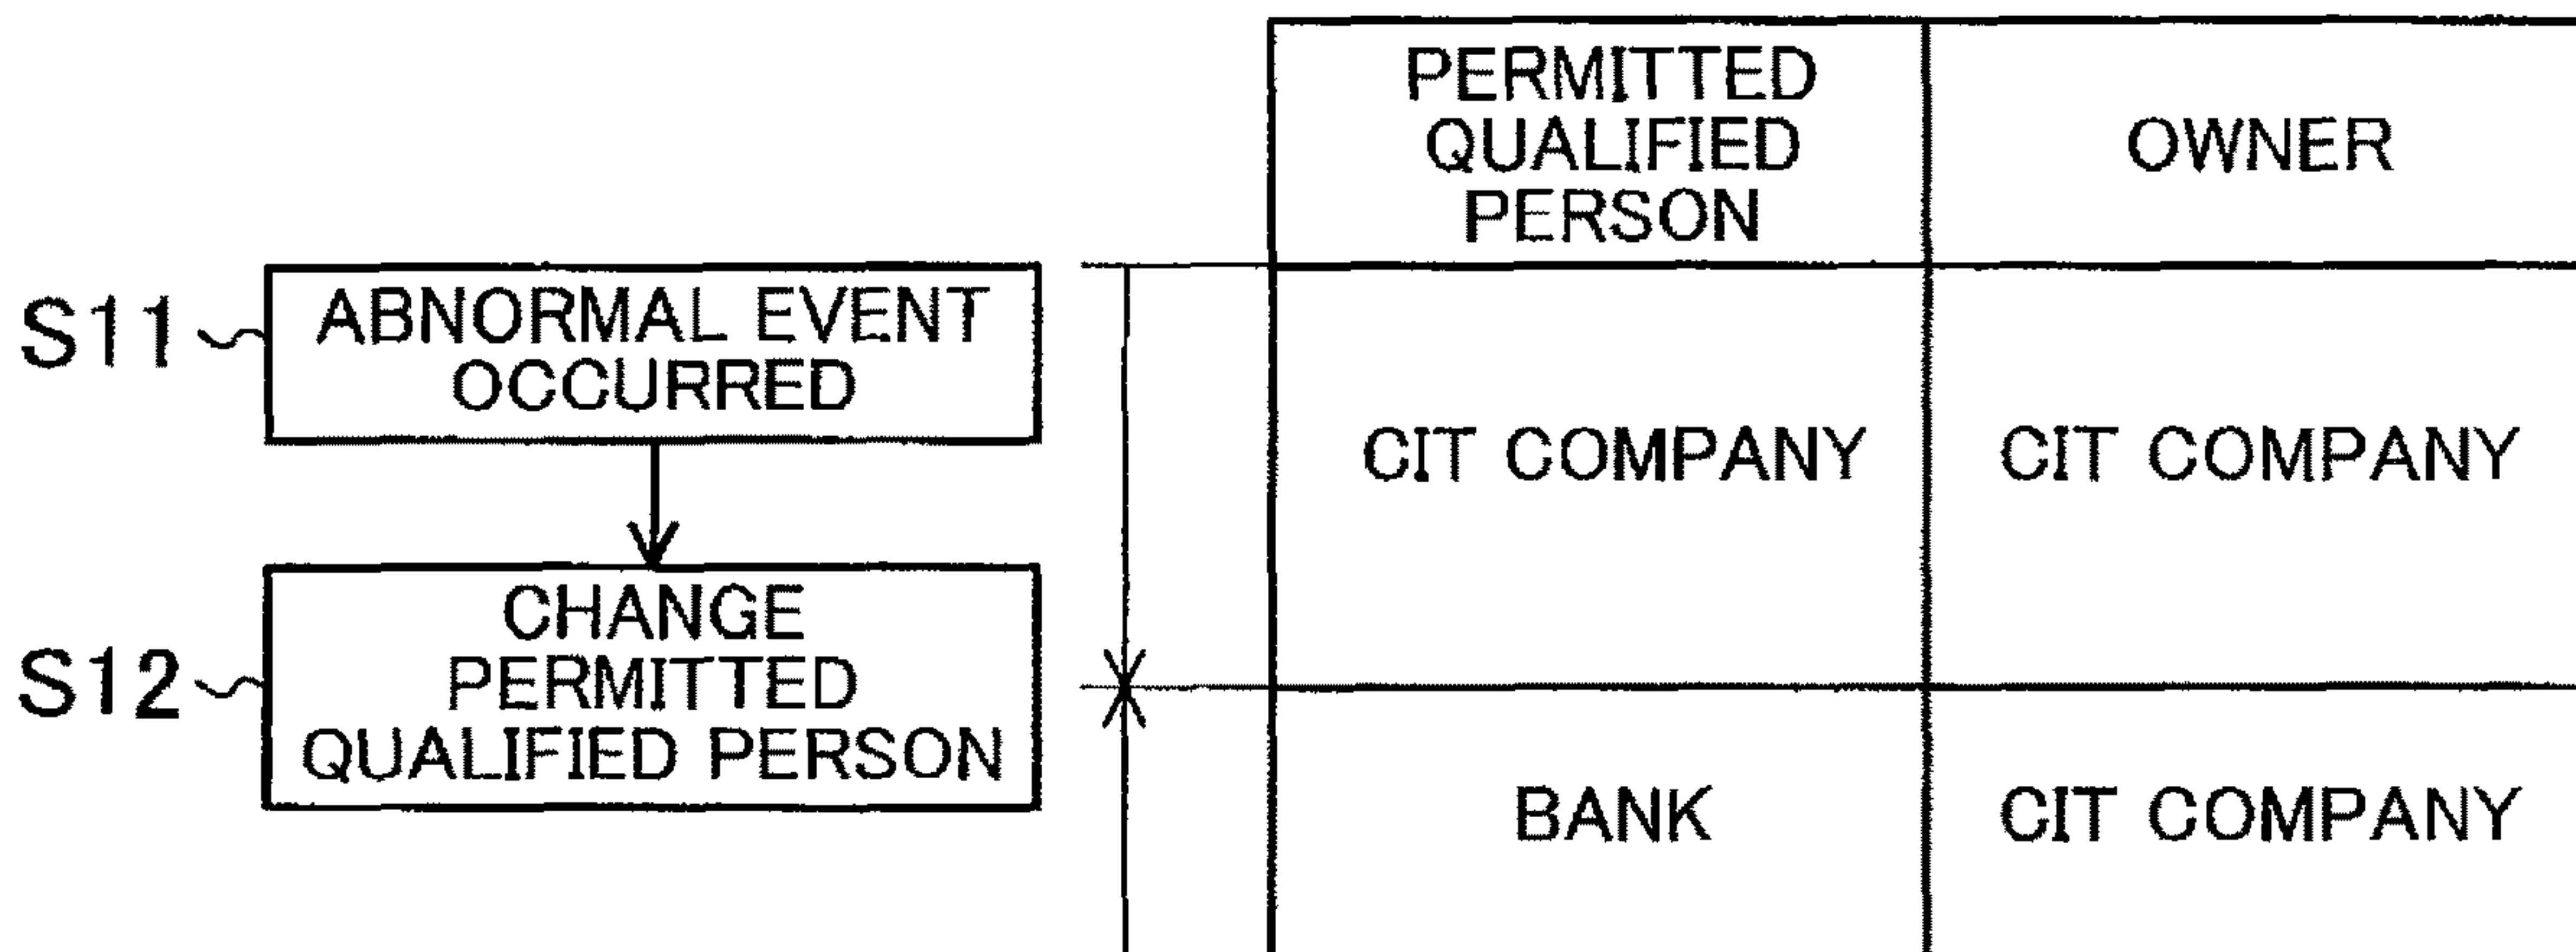 PERMITTED
QUALIFIED
PERSON
OWNER
S11
ABNORMAL EVENT
OCCURRED
CIT COMPANY
CIT COMPANY
S12
CHANGE
PERMITTED
QUALIFIED PERSON
BANK
CIT COMPANY